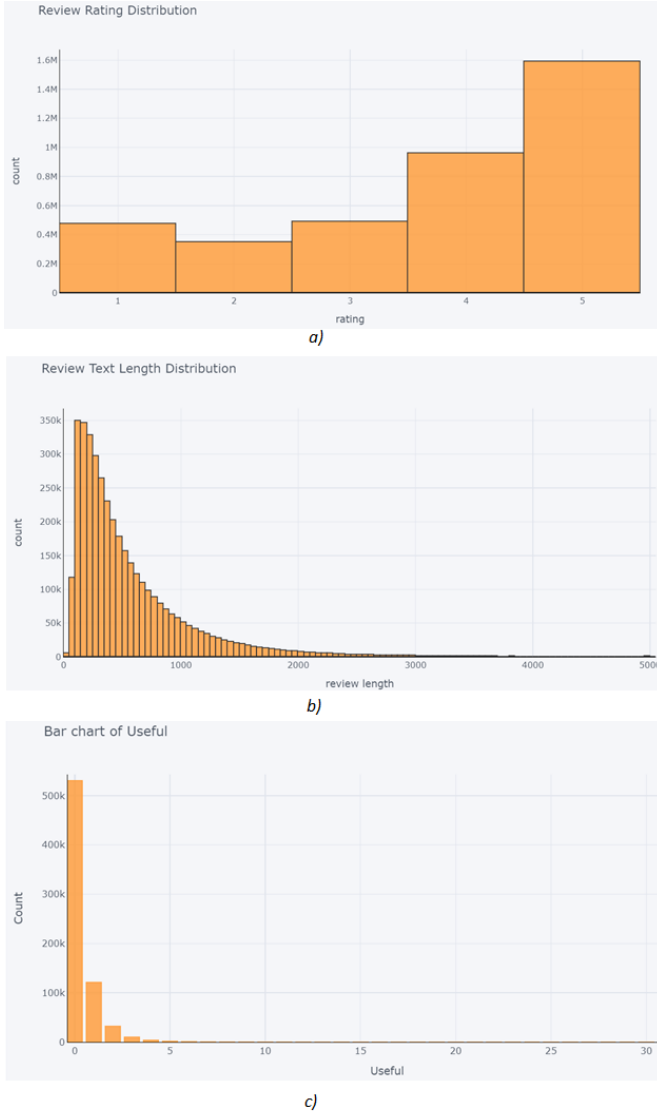 Review Rating Distribution
1.6M
1.4M
1.2M
1M
0.8M
0.6M
0.4M
0.2M
0
count
1 2 3 4 5
rating
a)
Review Text Length Distribution
350k
300k
250k
200k
150k
100k
50k
0
count
0 1000 2000 3000 4000 500
review length
b)
Bar chart of Useful
500k
400k
300k
200k
100k
0
Count
0 5 10 15 20 25 30
Useful
c)